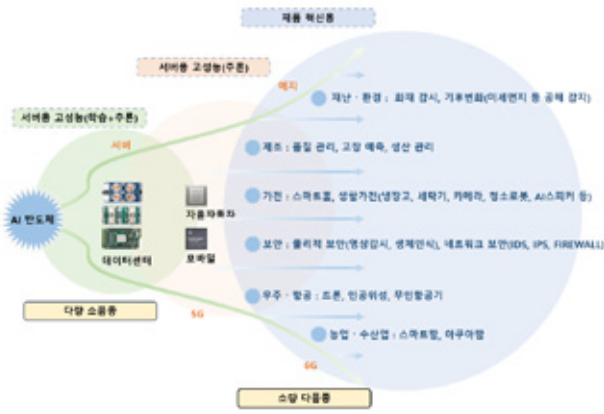 제품 혁신통
서버용 고성능(추론)
엣지
재난 · 환경 : 화재 감시, 기후변화(미세먼지 등 공해 감지)
서버용 고성능(학습+추론)
서버
제조 : 품질 관리, 고장 예측, 생산 관리
가전 : 스마트홈, 생활가전(냉장고, 세탁기, 카메라, 청소로봇, AI스피커 등)
AI 반도체
자율자동차
보안 : 물리적 보안(영상감시, 생체인식), 네트워크 보안(IDS, IPS, FIREWALL)
데이터센터
모바일
우주 · 항공 : 드론, 인공위성, 무인항공기
다량 소품종
5G
농업 · 수산업 : 스마트팜, 아쿠아팜
6G
소량 다품종